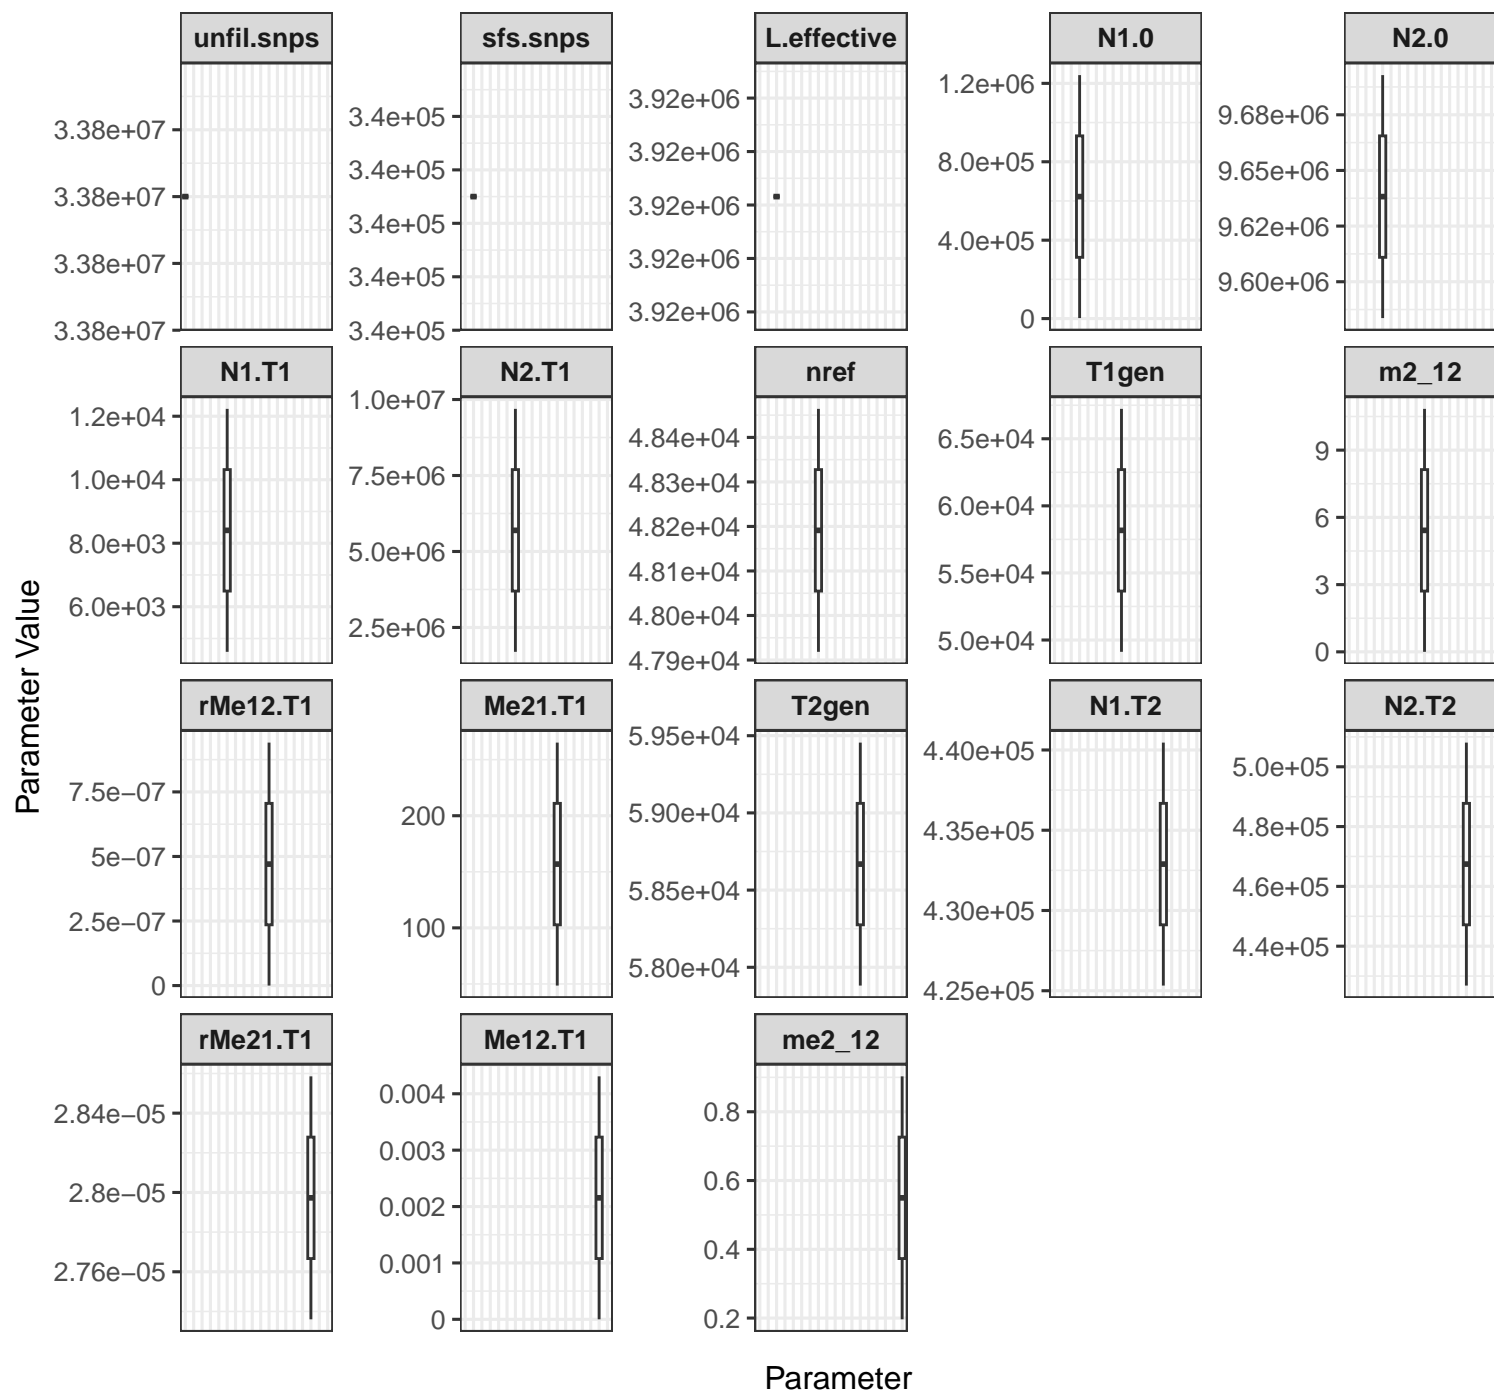 unfil.snps sfs.snps L.effective N1.0 N2.0
3.38e+07 3.4e+05 3.92e+06 1.2e+06 9.68e+06
3.38e+07 3.4e+05 3.92e+06 8.0e+05 9.65e+06
3.38e+07 3.4e+05 3.92e+06 4.0e+05 9.62e+06
3.38e+07 3.4e+05 3.92e+06 0 9.60e+06
3.4e+05 3.92e+06
N1.T1 N2.T1 nref T1gen m2_12
1.2e+04 1.0e+07 4.84e+04 6.5e+04 9
1.0e+04 7.5e+06 4.83e+04 6.0e+04 6
8.0e+03 5.0e+06 4.82e+04 5.5e+04 3
6.0e+03 2.5e+06 4.81e+04 5.0e+04 0
4.80e+04
4.79e+04
Parameter Value
rMe12.T1 Me21.T1 T2gen N1.T2 N2.T2
7.5e−07 200 5.95e+04 4.40e+05 5.0e+05
5e−07 100 5.90e+04 4.35e+05 4.8e+05
2.5e−07 5.85e+04 4.30e+05 4.6e+05
0 5.80e+04 4.25e+05 4.4e+05
rMe21.T1 Me12.T1 me2_12
2.84e−05 0.004 0.8
2.8e−05 0.003 0.6
2.76e−05 0.002 0.4
0.001 0.2
0
Parameter